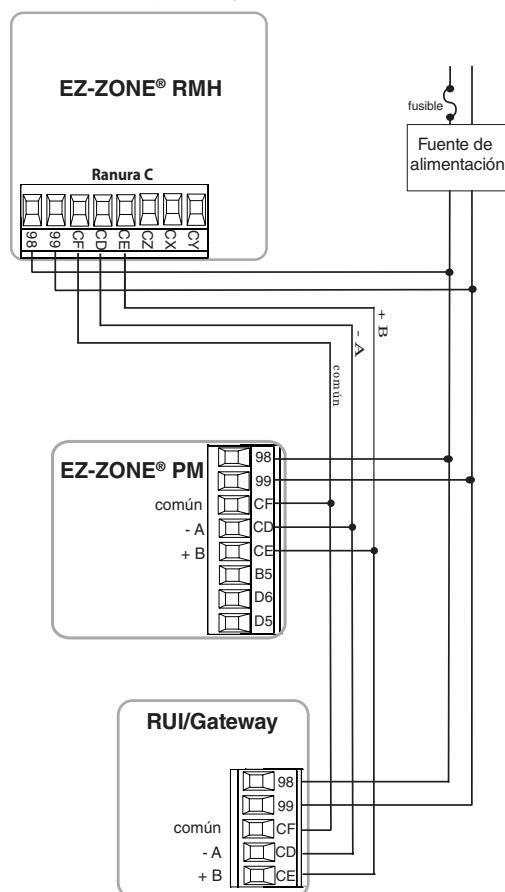 EZ-ZONE® RMH
Ranura C
98
99
CF
CD
CE
CZ
CX
CY
fusible
Fuente de
alimentación
+ B
- A
común
EZ-ZONE® PM
98
99
común CF
- A CD
+ B CE
B5
D6
D5
RUI/Gateway
98
99
común CF
- A CD
+ B CE